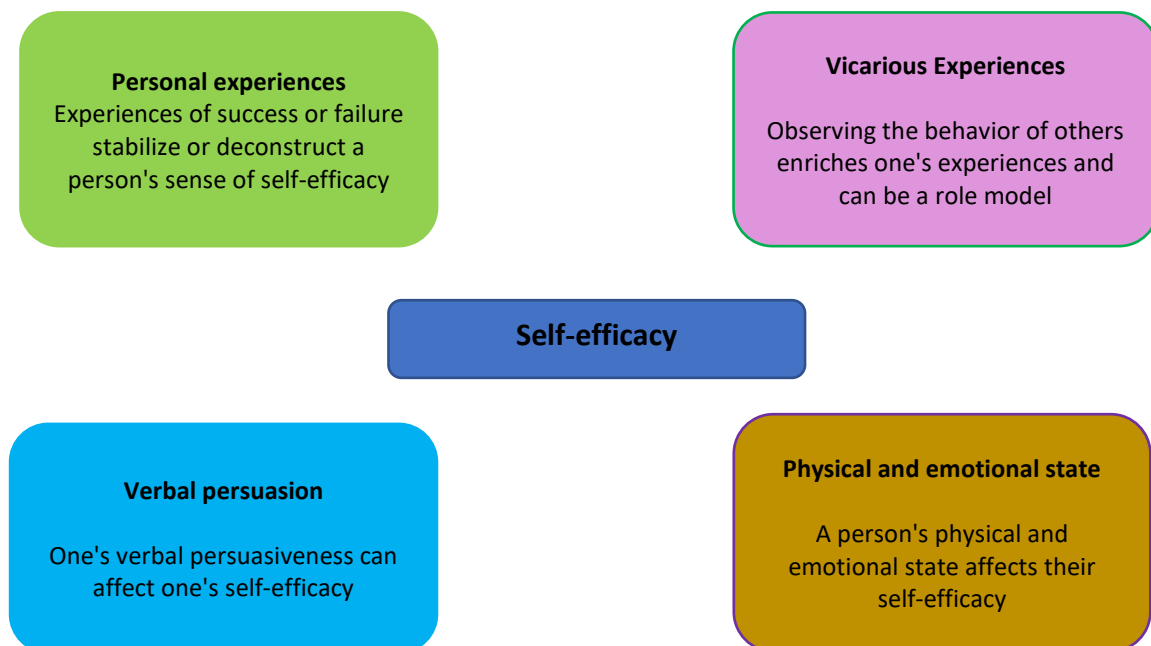 Personal experiences
Experiences of success or failure
stabilize or deconstruct a
person's sense of self-efficacy
Vicarious Experiences
Observing the behavior of others
enriches one's experiences and
can be a role model
Self-efficacy
Verbal persuasion
One's verbal persuasiveness can
affect one's self-efficacy
Physical and emotional state
A person's physical and
emotional state affects their
self-efficacy